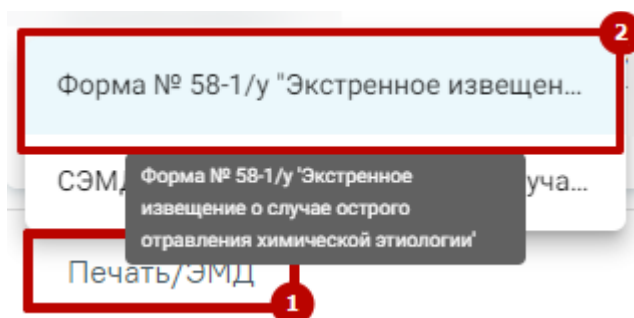 2
Форма № 58-1/у "Экстренное извещен...
СЭМД
уча...
Форма № 58-1/у 'Экстренное
извещение о случае острого
отравления химической этиологии'
Печать/ЭМД
1